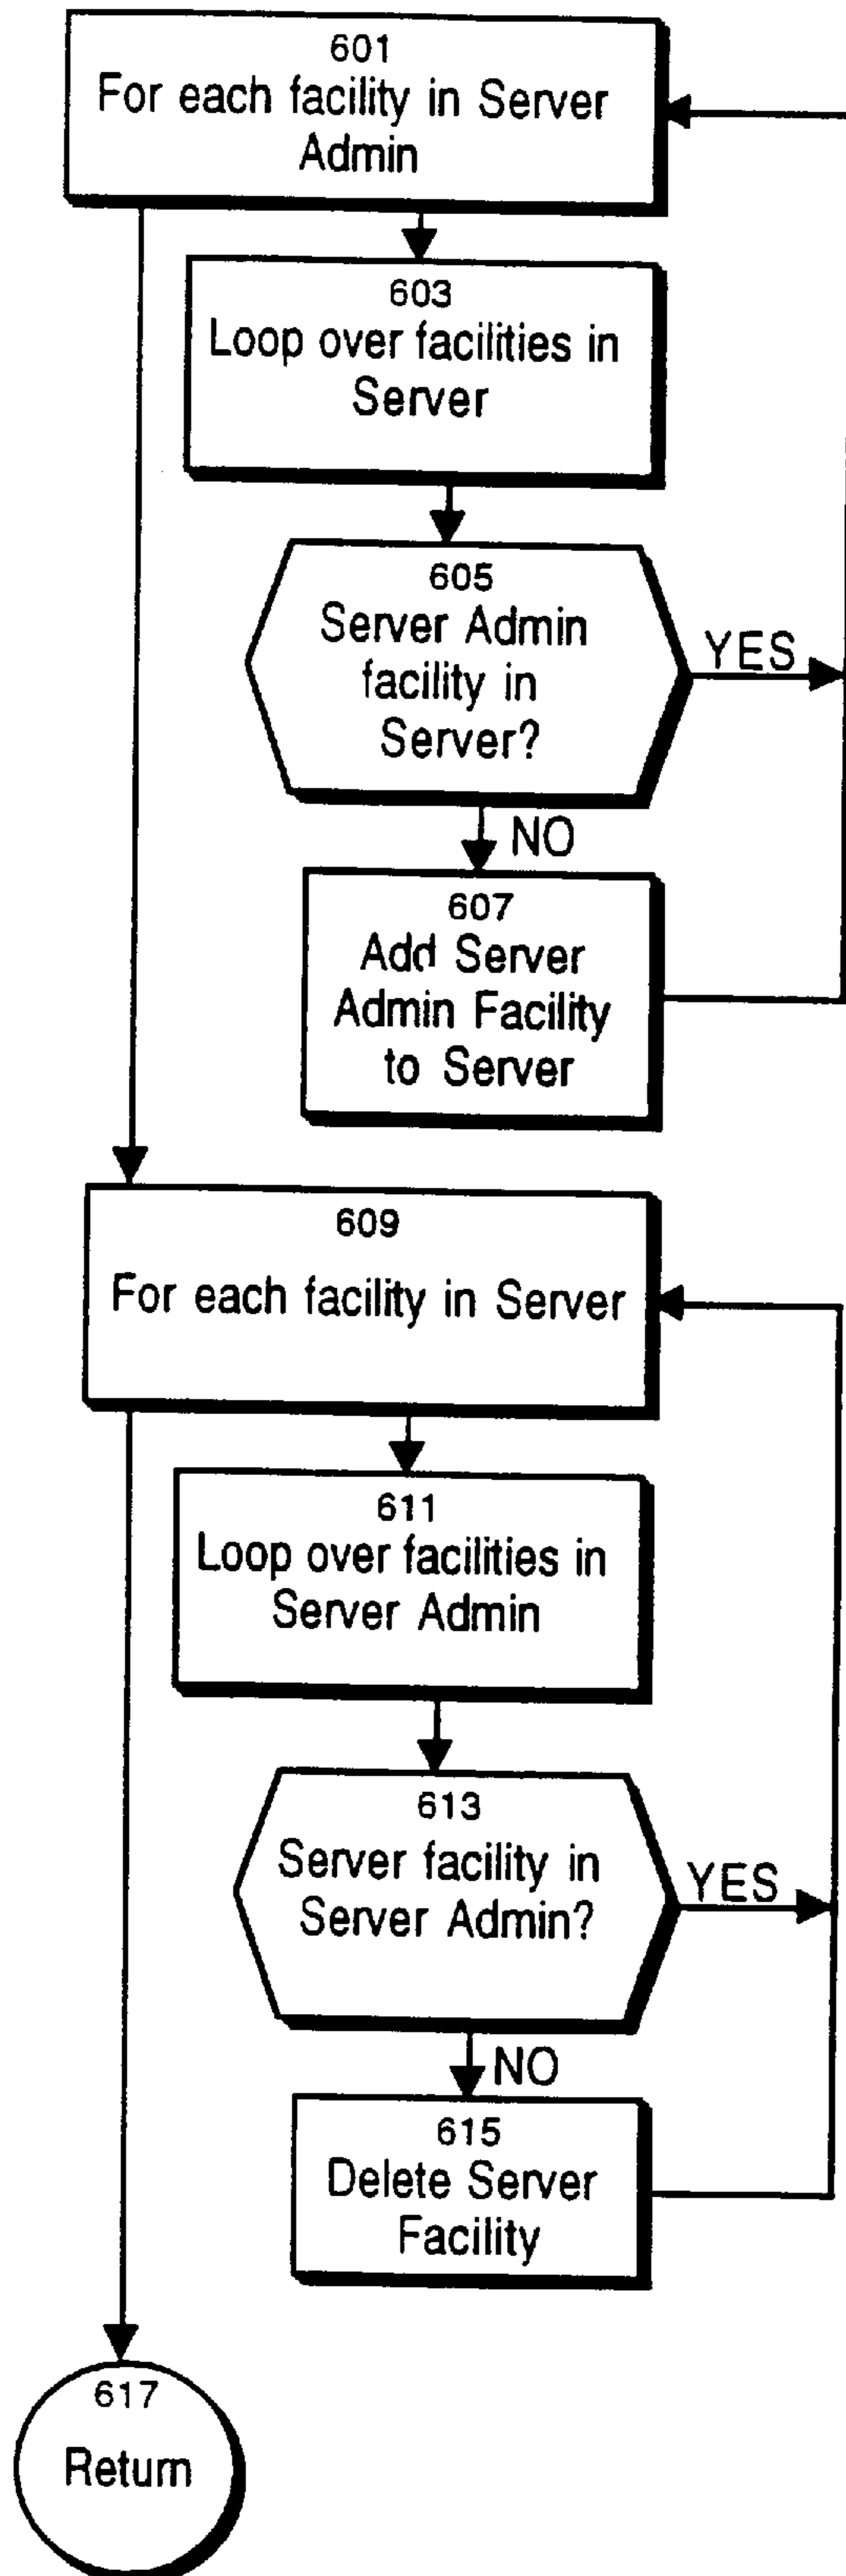 601
For each facility in Server
Admin
603
Loop over facilities in
Server
605
Server Admin
facility in
Server?
YES
NO
607
Add Server
Admin Facility
to Server
609
For each facility in Server
611
Loop over facilities in
Server Admin
613
Server facility in
Server Admin?
YES
NO
615
Delete Server
Facility
617
Return